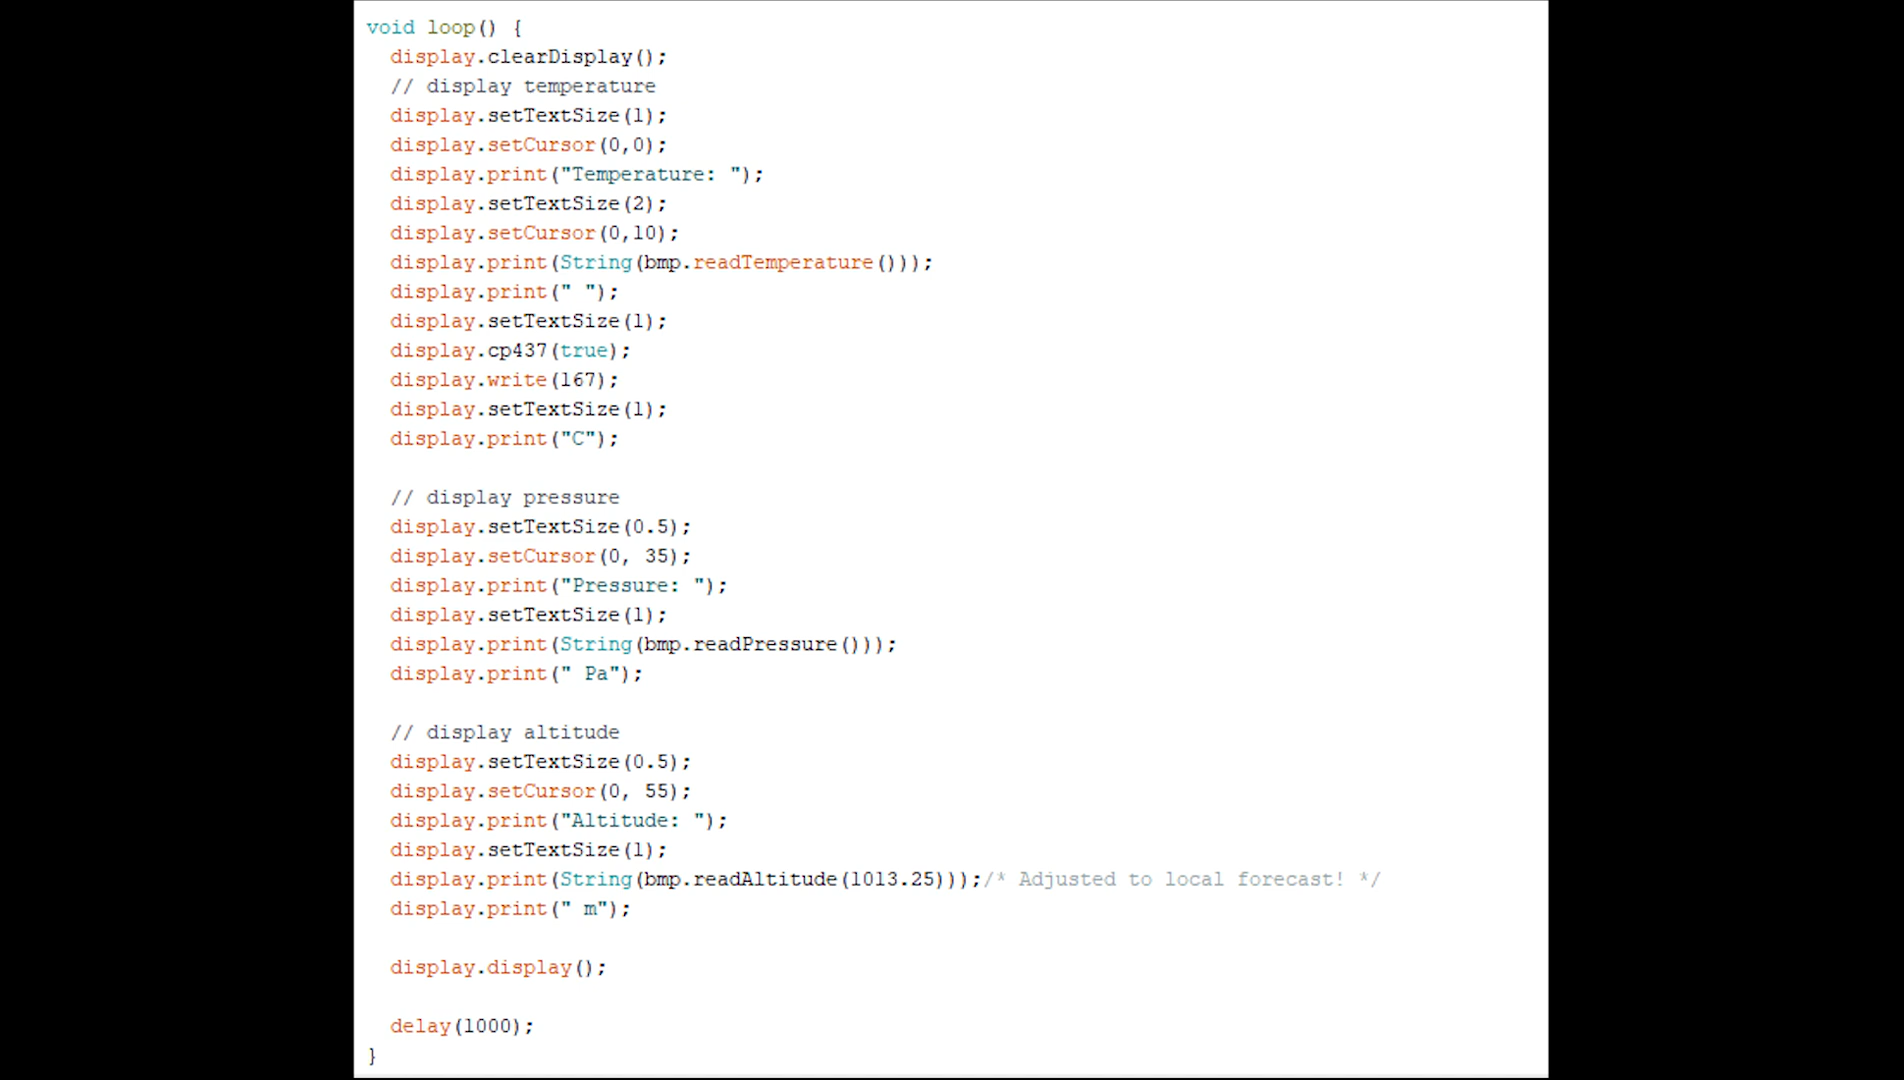 void loop() {
  display.clearDisplay();
  // display temperature
  display.setTextSize(1);
  display.setCursor(0,0);
  display.print("Temperature: ");
  display.setTextSize(2);
  display.setCursor(0,10);
  display.print(String(bmp.readTemperature()));
  display.print(" ");
  display.setTextSize(1);
  display.cp437(true);
  display.write(167);
  display.setTextSize(1);
  display.print("C");

  // display pressure
  display.setTextSize(0.5);
  display.setCursor(0, 35);
  display.print("Pressure: ");
  display.setTextSize(1);
  display.print(String(bmp.readPressure()));
  display.print(" Pa");

  // display altitude
  display.setTextSize(0.5);
  display.setCursor(0, 55);
  display.print("Altitude: ");
  display.setTextSize(1);
  display.print(String(bmp.readAltitude(1013.25)));/* Adjusted to local forecast! */
  display.print(" m");

  display.display();

  delay(1000);
}